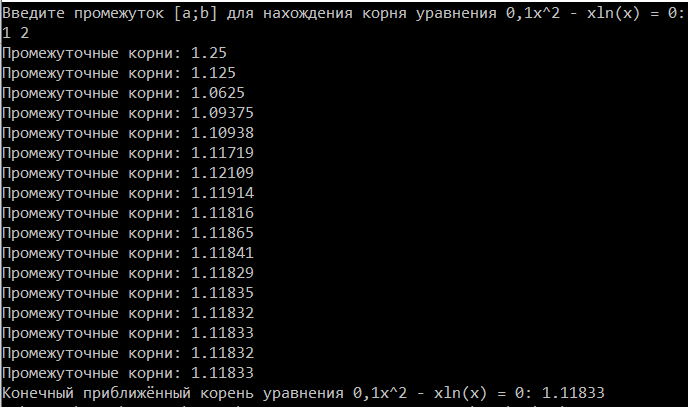 Введите промежуток [a;b] для нахождения корня уравнения 0,1x^2 - xln(x) = 0:
1 2
Промежуточные корни: 1.25
Промежуточные корни: 1.125
Промежуточные корни: 1.0625
Промежуточные корни: 1.09375
Промежуточные корни: 1.10938
Промежуточные корни: 1.11719
Промежуточные корни: 1.12109
Промежуточные корни: 1.11914
Промежуточные корни: 1.11816
Промежуточные корни: 1.11865
Промежуточные корни: 1.11841
Промежуточные корни: 1.11829
Промежуточные корни: 1.11835
Промежуточные корни: 1.11832
Промежуточные корни: 1.11833
Промежуточные корни: 1.11832
Промежуточные корни: 1.11833
Конечный приближённый корень уравнения 0,1x^2 - xln(x) = 0: 1.11833